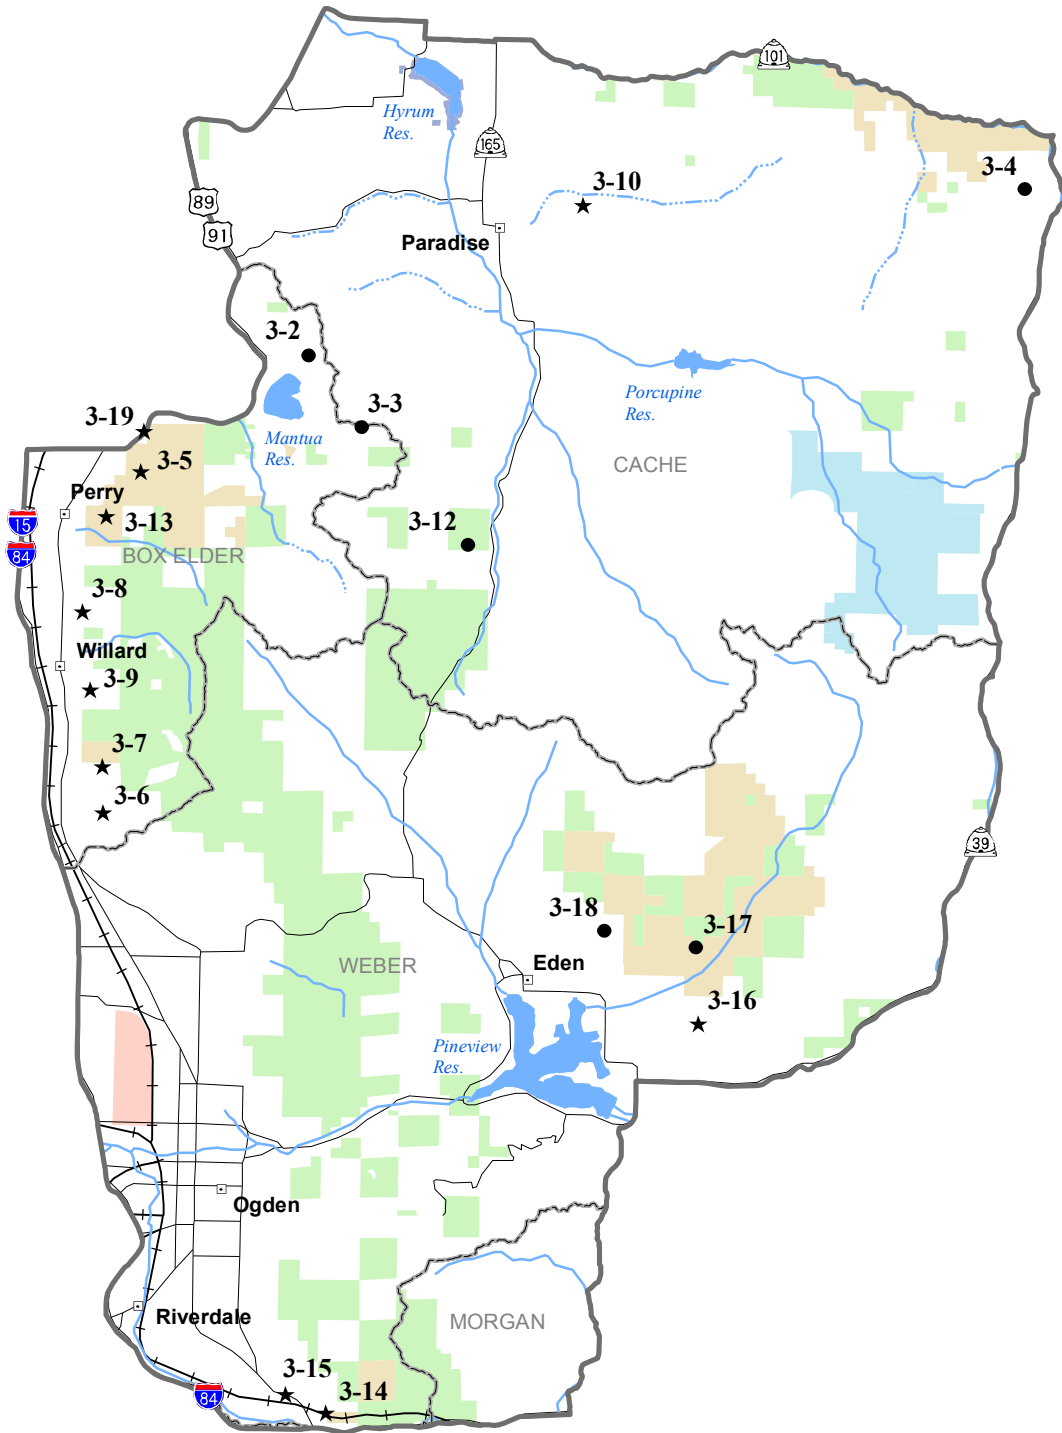 101
Hyrum
Res.
165
3-4
3-10
89
91
Paradise
3-2
Porcupine
Res.
3-3
3-19
Mantua
Res.
3-5
CACHE
Perry
15
3-13
3-12
84
BOX ELDER
3-8
Willard
3-9
3-7
3-6
39
3-18
3-17
WEBER
Eden
3-16
Pineview
Res.
Ogden
Riverdale
MORGAN
3-15
3-14
84